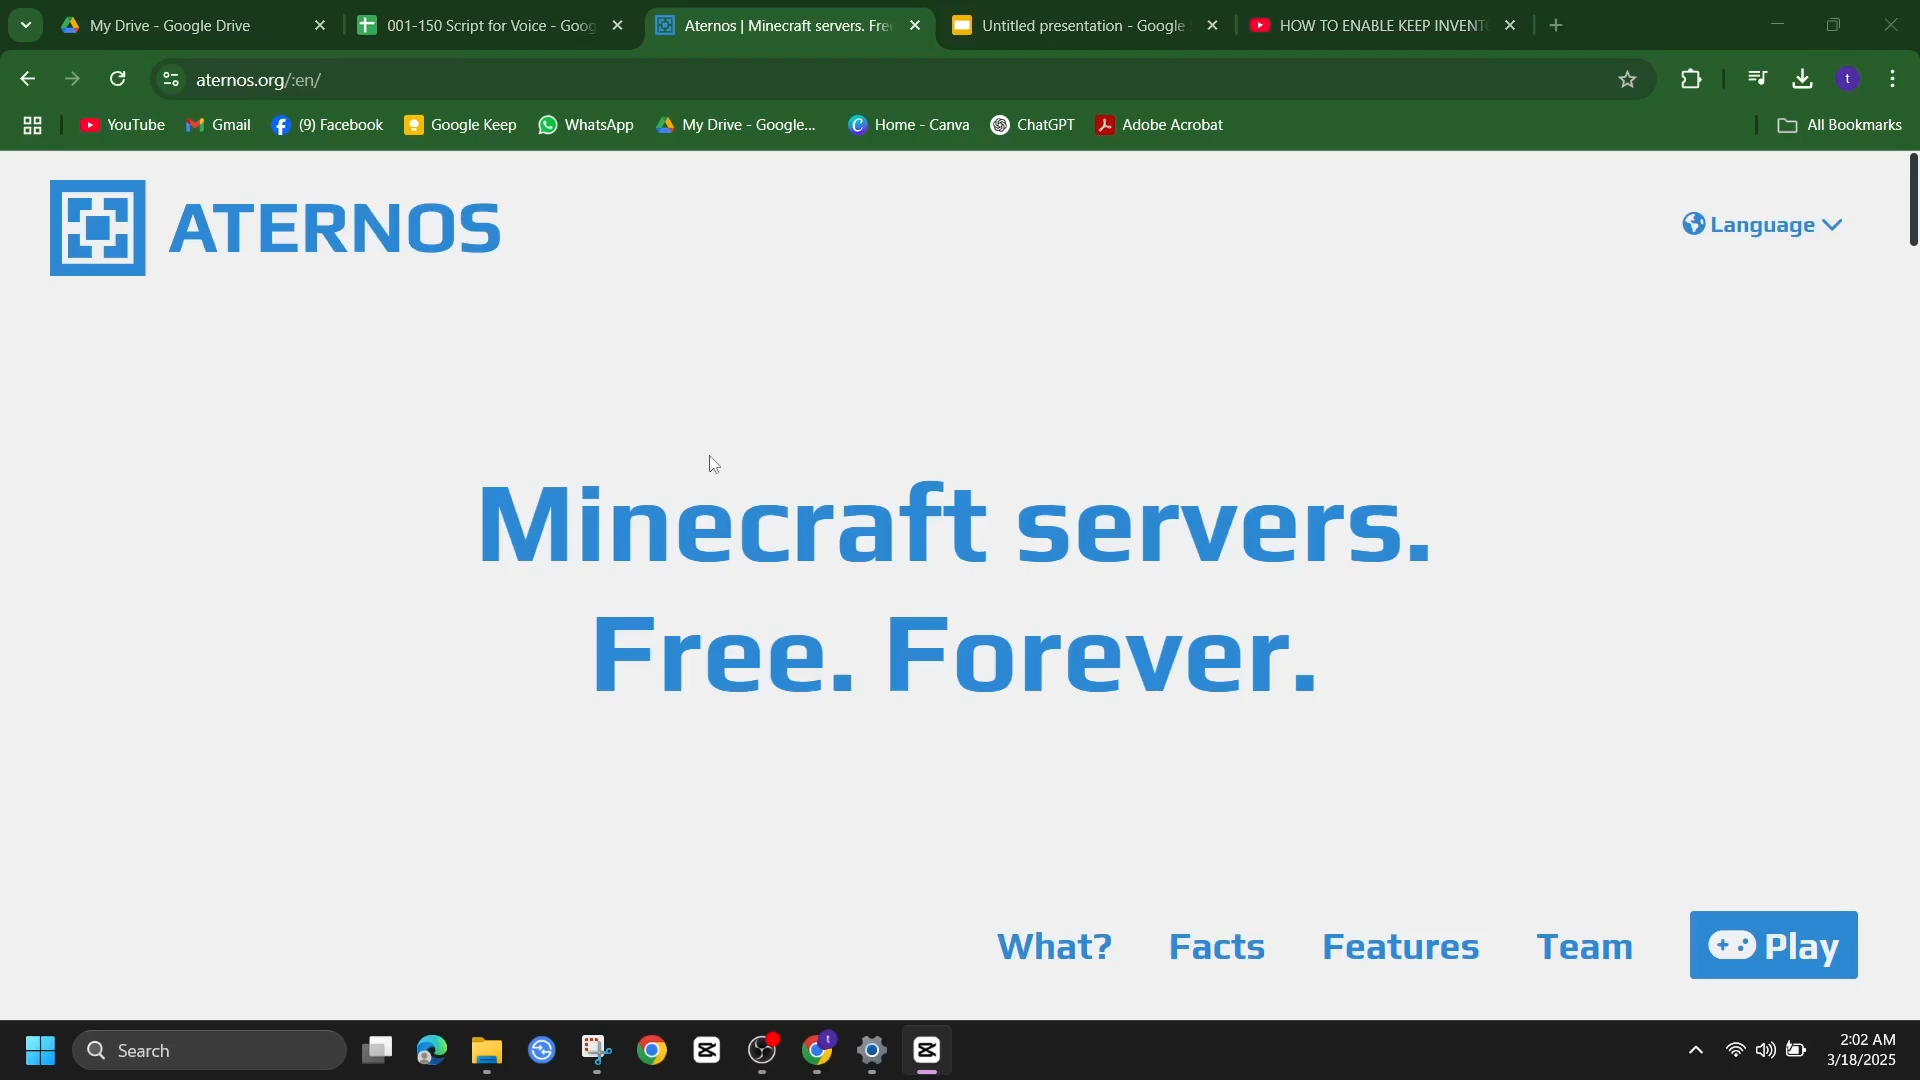 My Drive - Google Drive
001-150 Script for Voice - Goog
Aternos | Minecraft servers. Fre
Untitled presentation - Google
HOW TO ENABLE KEEP INVENT
aternos.org/:en/
t
YouTube
Gmail
(9) Facebook
Google Keep
WhatsApp
My Drive - Google...
Home - Canva
ChatGPT
Adobe Acrobat
All Bookmarks
ATERNOS
Language
Minecraft servers.
Free. Forever.
What?
Facts
Features
Team
Play
Search
t
2:02 AM
3/18/2025